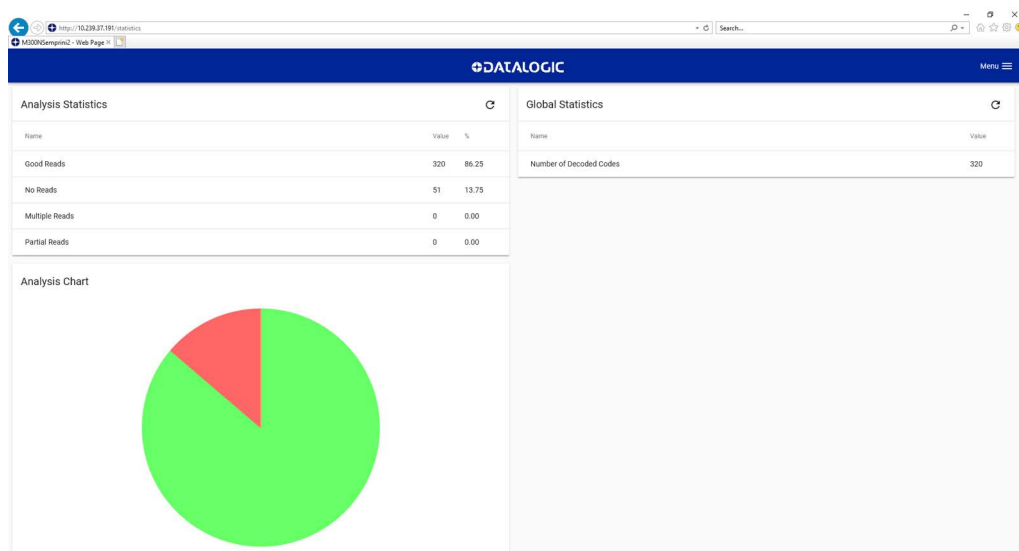 http://10.239.37.191/statistics
Search...
M300NSemprini2 - Web Page
DATALOGIC
Menu
Analysis Statistics
Name Value %
Good Reads 320 86.25
No Reads 51 13.75
Multiple Reads 0 0.00
Partial Reads 0 0.00
Analysis Chart
Global Statistics
Name Value
Number of Decoded Codes 320